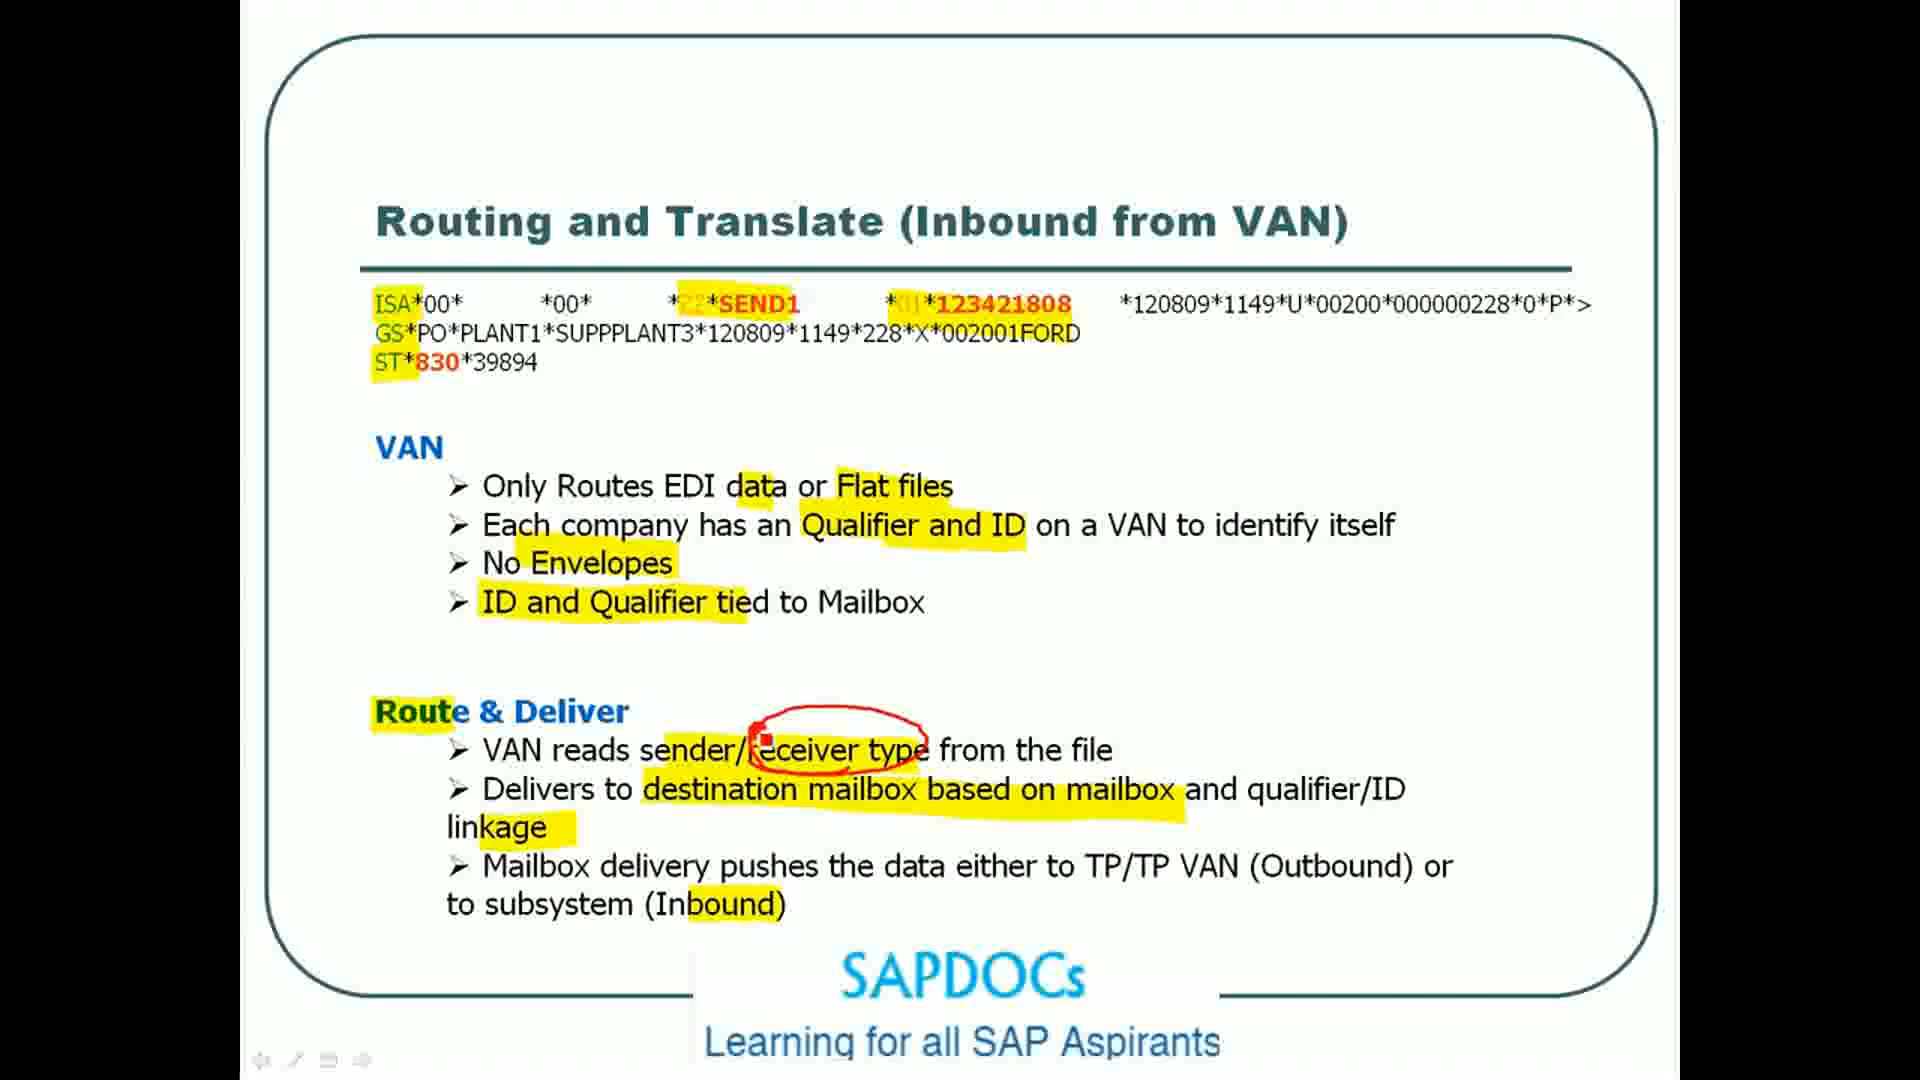 Routing and Translate (Inbound from VAN)
ISA*00* *00* *ZZ*SEND1 *01*123421808 *120809*1149*U*00200*000000228*0*P*>
GS*PO*PLANT1*SUPPPLANT3*120809*1149*228*X*002001FORD
ST*830*39894
VAN
➢ Only Routes EDI data or Flat files
➢ Each company has an Qualifier and ID on a VAN to identify itself
➢ No Envelopes
➢ ID and Qualifier tied to Mailbox
Route & Deliver
➢ VAN reads sender/receiver type from the file
➢ Delivers to destination mailbox based on mailbox and qualifier/ID
linkage
➢ Mailbox delivery pushes the data either to TP/TP VAN (Outbound) or
to subsystem (Inbound)
SAPDOCs
Learning for all SAP Aspirants